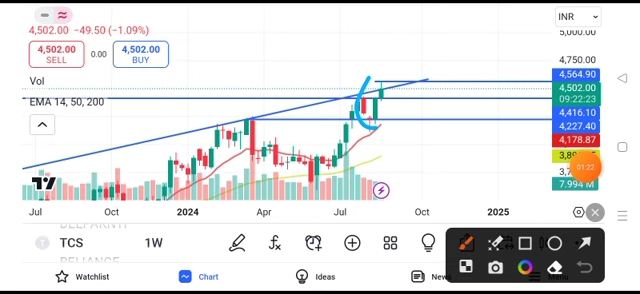 4,502.00 −49.50 (−1.09%)
INR
5,000.00
4,502.00
SELL
0.00
4,502.00
BUY
4,750.00
Vol
4,564.90
4,502.00
09:22:23
EMA 14, 50, 200
4,416.10
4,227.40
4,178.87
01:22
7.994 M
Jul
Oct
2024
Apr
Jul
Oct
2025
TCS
1W
RELIANCE
Watchlist
Chart
Ideas
News